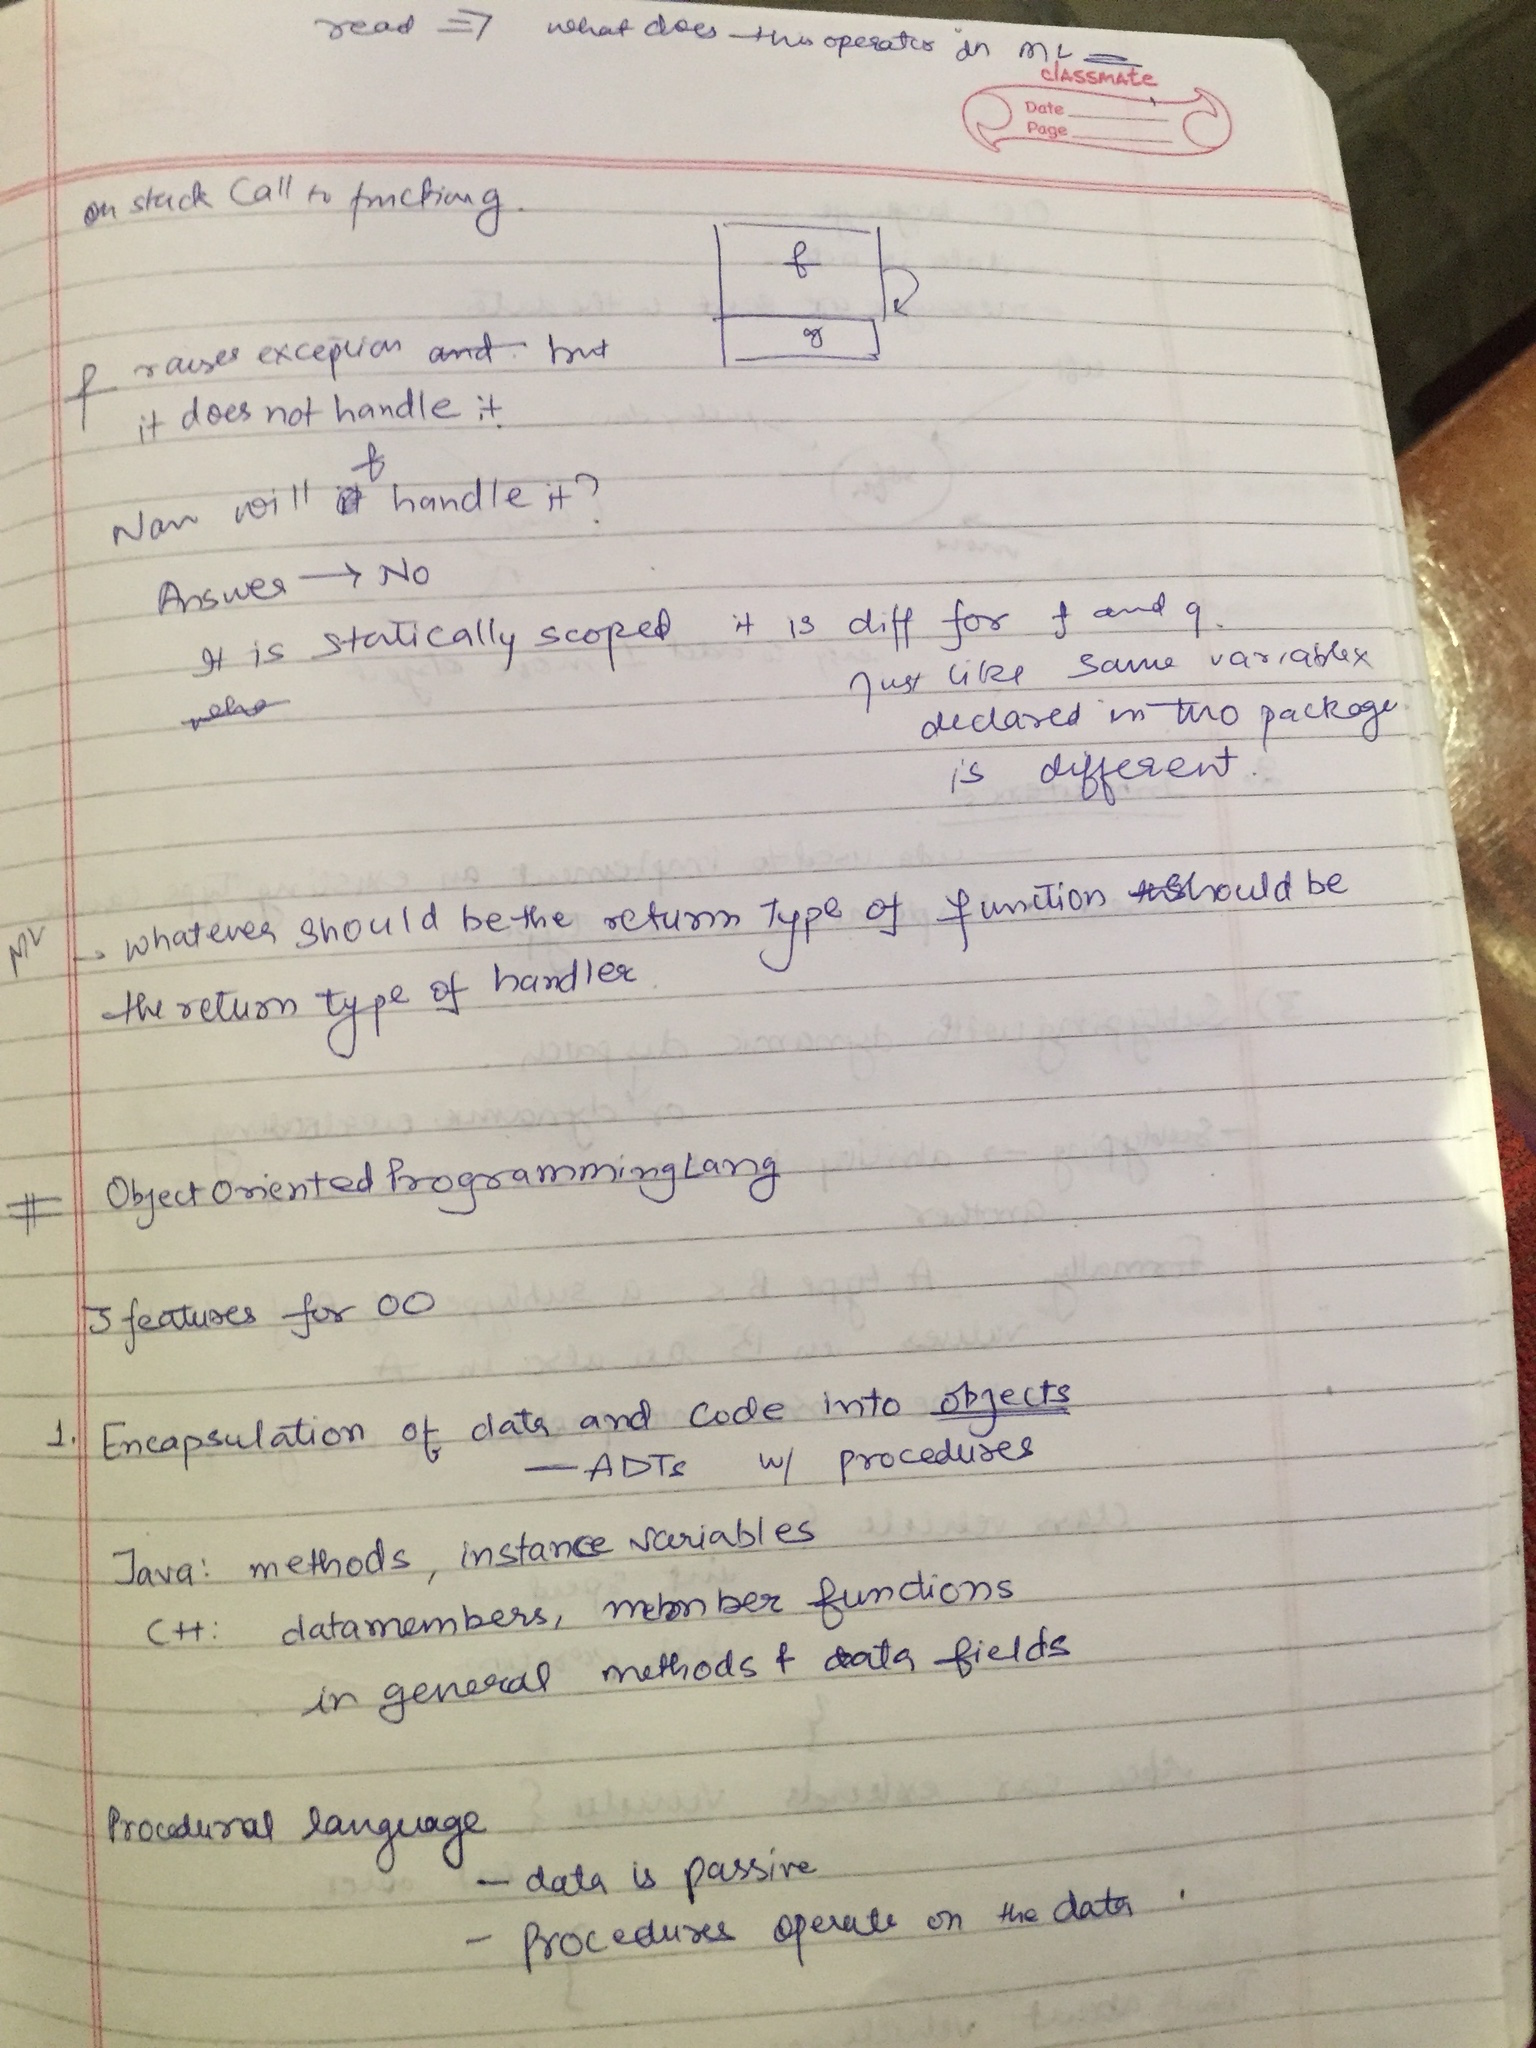 read => what does this operator in ML
classmate
Date
Page
on stack call to function g.
f
g
f raises exception and but
it does not handle it
f
Now will it handle it?
Answer → No
It is statically scoped it is diff for f and g.
Just like same variables
declared in two package
is different.
ML → whatever should be the return type of function should be
the return type of handler.
# Object Oriented Programming Lang
3 features for OO
1. Encapsulation of data and code into objects
— ADTs w/ procedures
Java: methods, instance variables
C++: datamembers, member functions
in general methods & data fields
Procedural language
— data is passive
— Procedures operate on the data.